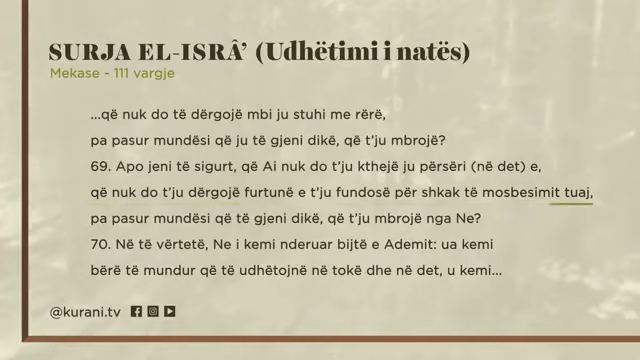 SURJA EL-ISRÂ’ (Udhëtimi i natës)
Mekase - 111 vargje
...që nuk do të dërgojë mbi ju stuhi me rërë,
pa pasur mundësi që ju të gjeni dikë, që t’ju mbrojë?
69. Apo jeni të sigurt, që Ai nuk do t’ju kthejë ju përsëri (në det) e,
që nuk do t’ju dërgojë furtunë e t’ju fundosë për shkak të mosbesimit tuaj,
pa pasur mundësi që të gjeni dikë, që t’ju mbrojë nga Ne?
70. Në të vërtetë, Ne i kemi nderuar bijtë e Ademit: ua kemi
bërë të mundur që të udhëtojnë në tokë dhe në det, u kemi...
@kurani.tv